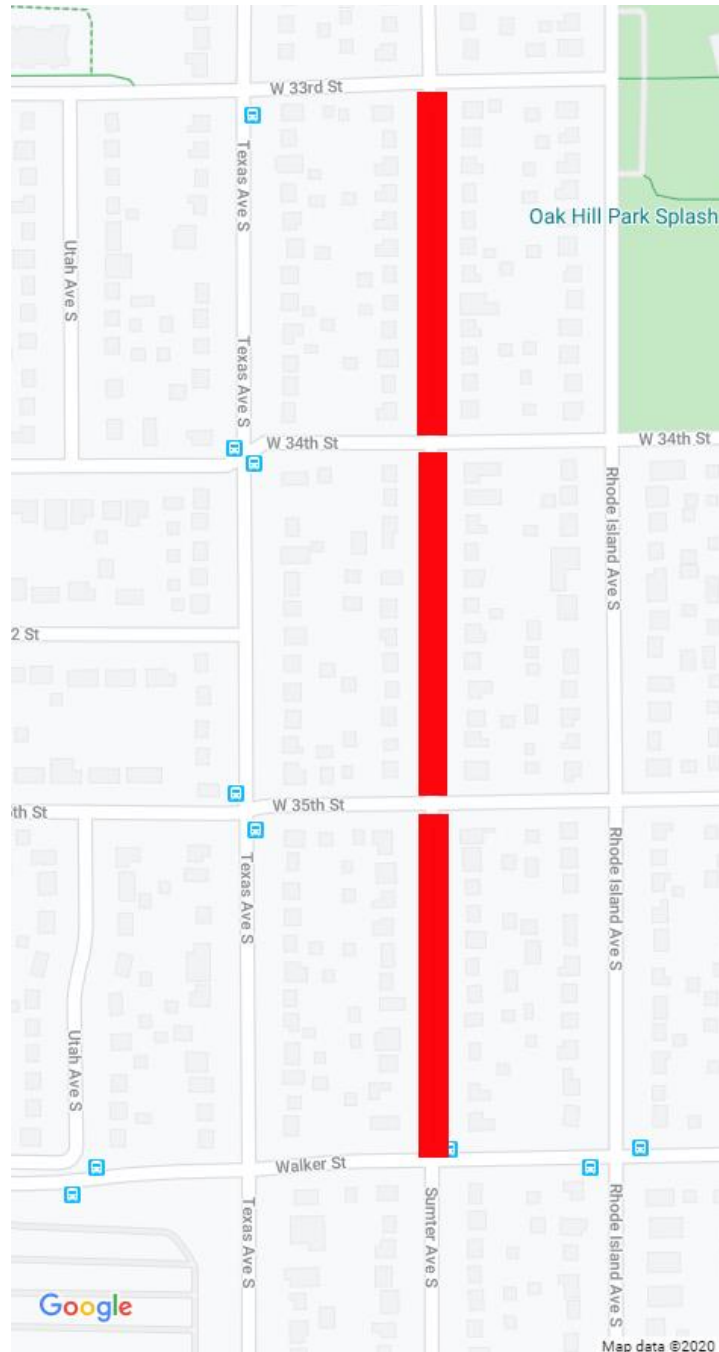 W 33rd St
Texas Ave S
Oak Hill Park Splash
Utah Ave S
Texas Ave S
W 34th St
W 34th St
Rhode Island Ave S
2 St
W 35th St
th St
Texas Ave S
Rhode Island Ave S
Utah Ave S
Walker St
Texas Ave S
Sumter Ave S
Rhode Island Ave S
Google
Map data ©2020